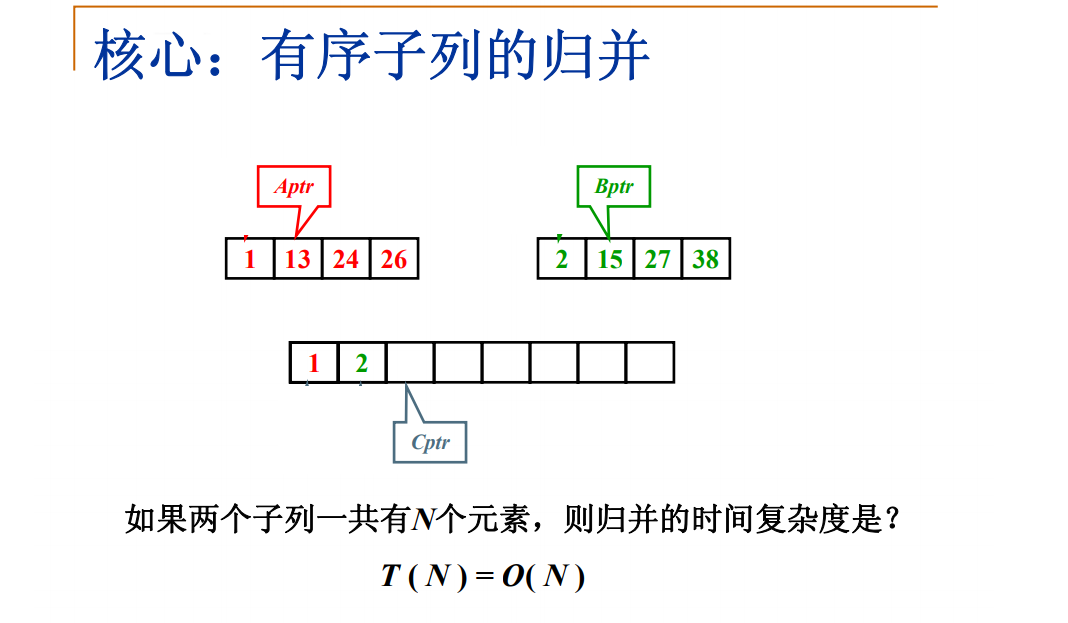 核心：有序子列的归并
Aptr
Bptr
1 13 24 26
2 15 27 38
1 2
Cptr
如果两个子列一共有N个元素，则归并的时间复杂度是？
T ( N ) = O( N )